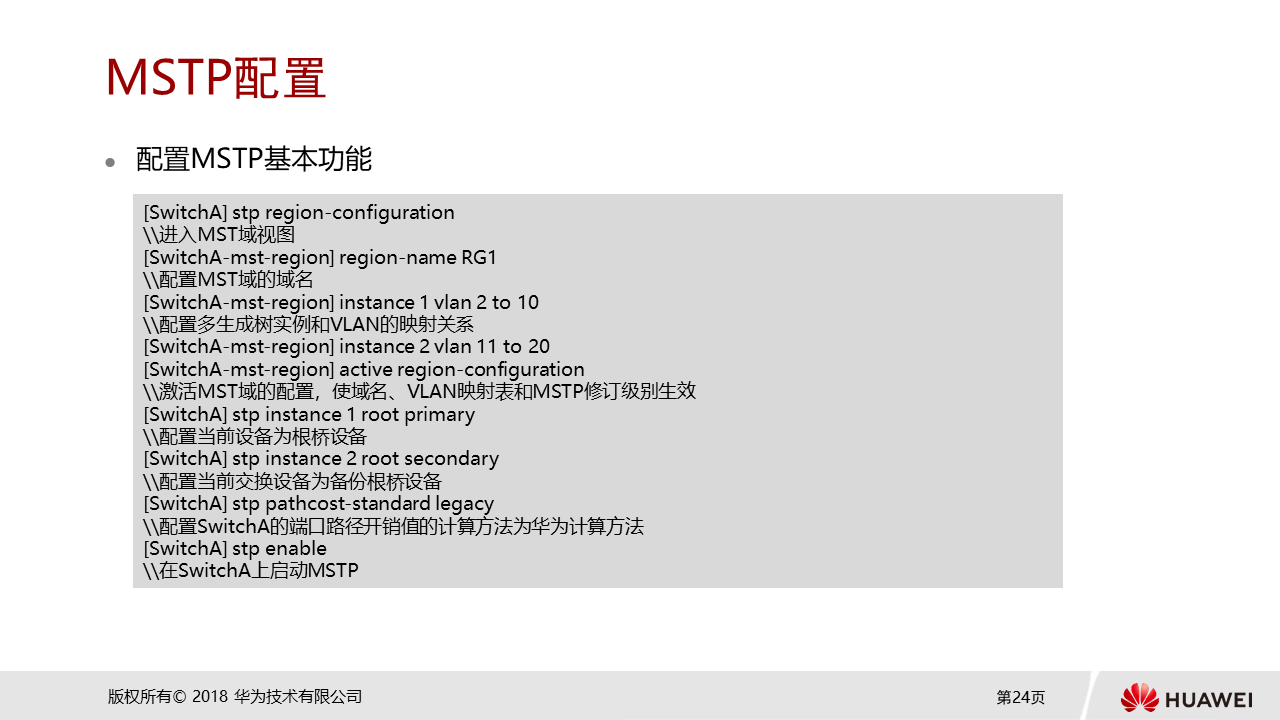 MSTP配置
配置MSTP基本功能
[SwitchA] stp region-configuration
\\进入MST域视图
[SwitchA-mst-region] region-name RG1
\\配置MST域的域名
[SwitchA-mst-region] instance 1 vlan 2 to 10
\\配置多生成树实例和VLAN的映射关系
[SwitchA-mst-region] instance 2 vlan 11 to 20
[SwitchA-mst-region] active region-configuration
\\激活MST域的配置，使域名、VLAN映射表和MSTP修订级别生效
[SwitchA] stp instance 1 root primary
\\配置当前设备为根桥设备
[SwitchA] stp instance 2 root secondary
\\配置当前交换设备为备份根桥设备
[SwitchA] stp pathcost-standard legacy
\\配置SwitchA的端口路径开销值的计算方法为华为计算方法
[SwitchA] stp enable
\\在SwitchA上启动MSTP
版权所有© 2018 华为技术有限公司
第24页
HUAWEI